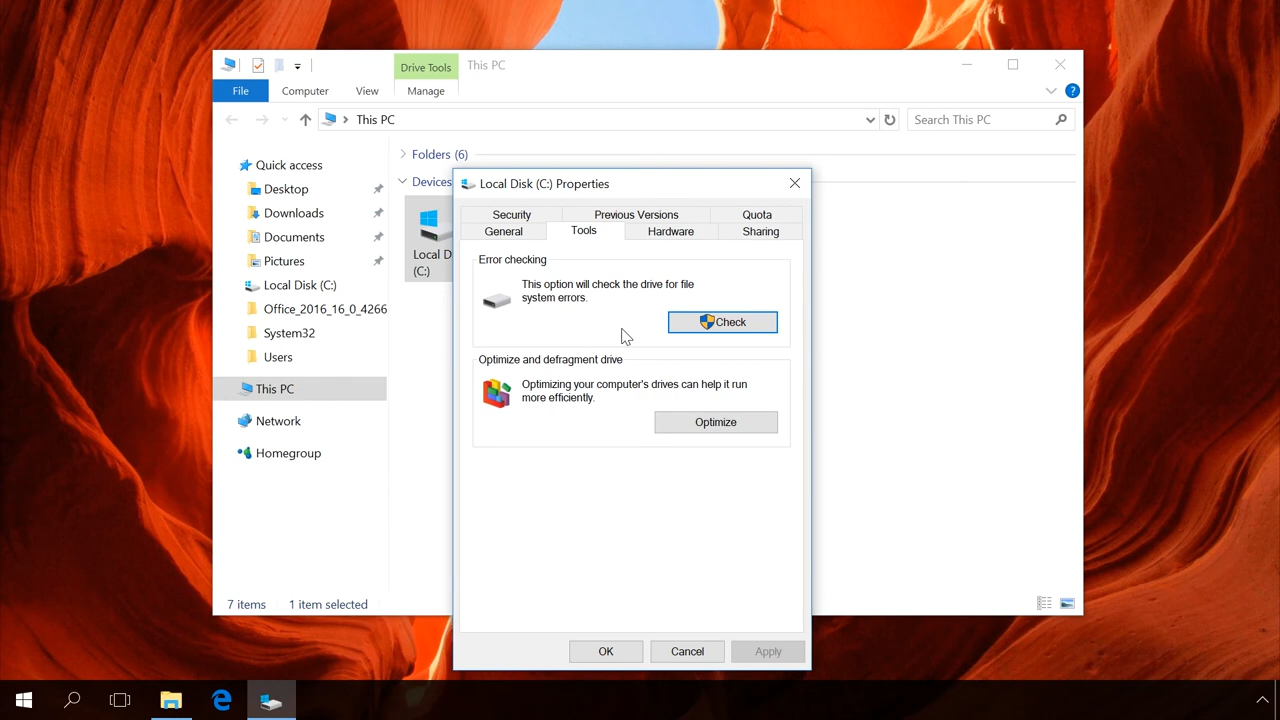 Drive Tools
This PC
File
Computer
View
Manage
?
This PC
Search This PC
Quick access
Desktop
Downloads
Documents
Pictures
Local Disk (C:)
Office_2016_16_0_4266
System32
Users
This PC
Network
Homegroup
Folders (6)
Devices
Local D
(C:)
Local Disk (C:) Properties
Security
Previous Versions
Quota
General
Tools
Hardware
Sharing
Error checking
This option will check the drive for file
system errors.
Check
Optimize and defragment drive
Optimizing your computer's drives can help it run
more efficiently.
Optimize
OK
Cancel
Apply
7 items
1 item selected